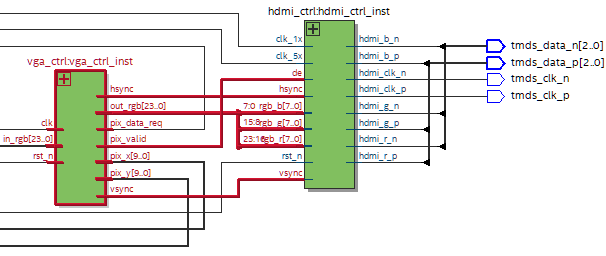 hdmi_ctrl:hdmi_ctrl_inst
clk_1x hdmi_b_n tmds_data_n[2..0]
clk_5x hdmi_b_p tmds_data_p[2..0]
vga_ctrl:vga_ctrl_inst
de hdmi_clk_n tmds_clk_n
hsync hsync hdmi_clk_p tmds_clk_p
out_rgb[23..0] 7:0 rgb_b[7..0] hdmi_g_n
clk pix_data_req 15:8 rgb_g[7..0] hdmi_g_p
in_rgb[23..0] pix_valid 23:16 rgb_r[7..0] hdmi_r_n
rst_n pix_x[9..0] rst_n hdmi_r_p
pix_y[9..0] vsync
vsync